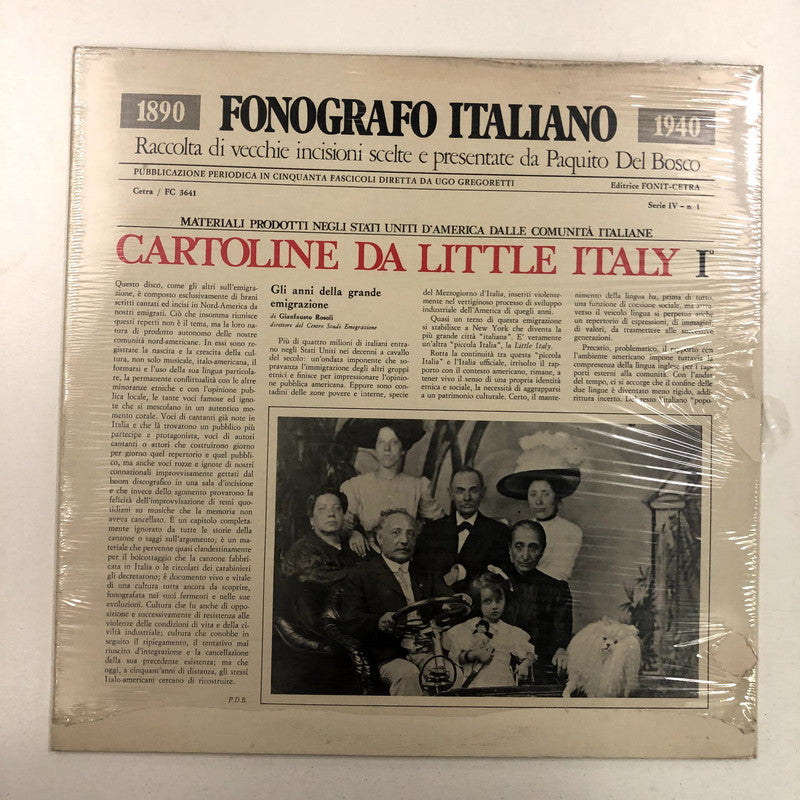 1890 FONOGRAFO ITALIANO 1940
Raccolta di vecchie incisioni scelte e presentate da Paquito Del Bosco
PUBBLICAZIONE PERIODICA IN CINQUANTA FASCICOLI DIRETTA DA UGO GREGORETTI
Editrice FONIT-CETRA
Cetra / FC 3641
Serie IV - n. 1
MATERIALI PRODOTTI NEGLI STATI UNITI D'AMERICA DALLE COMUNITÁ ITALIANE
CARTOLINE DA LITTLE ITALY I°
Questo disco, come gli altri sull'emigra-
zione, è composto esclusivamente di brani
scritti cantati ed incisi in Nord-America da
nostri emigrati. Ciò che insomma riunisce
questi reperti non è il tema, ma la loro natu-
ra di prodotto autonomo delle nostre
comunità nord-americane. In essi sono re-
gistrate la nascita e la crescita della cul-
tura, non solo musicale, italo-americana, il
formarsi e l'uso della sua lingua particola-
re, la permanente conflittualità con le altre
minoranze etniche e con l'opinione pub-
blica locale, le tante voci famose ed igno-
te che si mescolano in un autentico mo-
mento corale. Voci di cantanti già note in
Italia e che là trovarono un pubblico più
partecipe e protagonista, voci di autori
cantanti o attori che costruirono giorno
per giorno quel repertorio e quel pubbli-
co, ma anche voci rozze e ignote di nostri
connazionali improvvisamente gettati dal
boom discografico in una sala d'incisione
e che invece dello sgomento provarono la
felicità dell'improvvisazione di temi quo-
tidiani su musiche che la memoria non
aveva cancellato. È un capitolo completa-
mente ignorato da tutte le storie della
canzone o saggi sull'argomento; è un ma-
teriale che pervenne quasi clandestinamente
per il boicottaggio che la canzone fabbric-
ata in Italia o le circolari dei carabinieri
gli decretarono; è documento vivo e vitale
di una cultura tutta ancora da scoprire,
fonografata nei suoi fermenti e nelle sue
evoluzioni. Cultura che fu anche di oppo-
sizione e successivamente di resistenza alle
violenze delle condizioni di vita e della ci-
viltà industriale; cultura che conobbe in
seguito il ripiegamento, il tentativo mai
riuscito d'integrazione e la cancellazione
della sua precedente esistenza; ma che
oggi, a cinquant'anni di distanza, gli stessi
Italo-americani cercano di ricostruire.
P.D.B.
Gli anni della grande
emigrazione
di Gianfausto Rosoli
direttore del Centro Studi Emigrazione
Più di quattro milioni di italiani entra-
no negli Stati Uniti nei decenni a cavallo
del secolo: un'ondata imponente che so-
pravanza l'immigrazione degli altri gruppi
etnici e finisce per impressionare l'opinio-
ne pubblica americana. Eppure sono con-
tadini delle zone povere e interne, specie
del Mezzogiorno d'Italia, inseriti violente-
mente nel vertiginoso processo di sviluppo
industriale dell'America di quegli anni.
Quasi un terzo di questa emigrazione
si stabilisce a New York che diventa la
più grande città "italiana". E' veramente
un'altra "piccola Italia", la Little Italy.
Rotta la continuità tra questa "piccola
Italia" e l'Italia ufficiale, irrisolto il rap-
porto con il contesto americano, rimane, a
tener vivo il senso di una propria identità
etnica e sociale, la necessità di aggrapparsi
a un patrimonio culturale. Certo, il mante-
nimento della lingua ha, prima di tutto,
una funzione di coesione sociale, ma attra-
verso il veicolo lingua si perpetua anche
un repertorio di espressioni, di immagini
di valori, da trasmettere alle successive
generazioni.
Precario, problematico, il rapporto con
l'ambiente americano impone tuttavia la
compresenza della lingua inglese per i rap-
porti esterni alla comunità. Con l'andar
del tempo, ci si accorge che il confine delle
due lingue è diventato meno rigido, addi-
rittura incerto. Del resto l'italiano "popo-